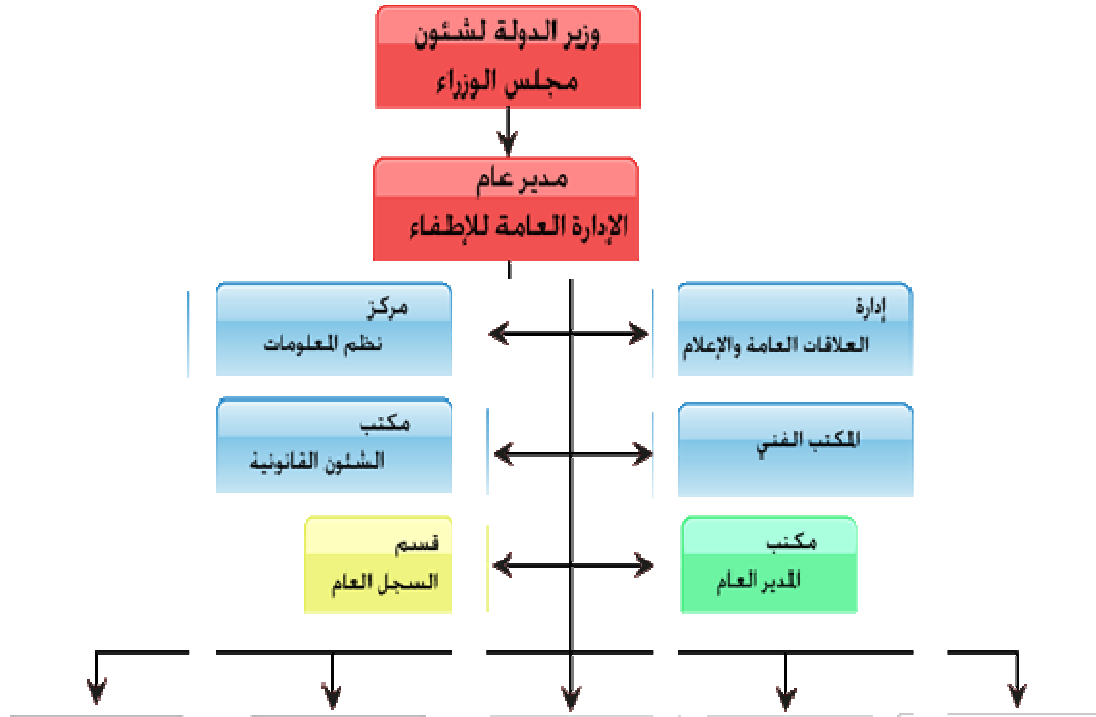 وزير الدولة لشئون
مجلس الوزراء
مدير عام
الإدارة العامة للإطفاء
إدارة
العلاقات العامة والإعلام
مركز
نظم المعلومات
المكتب الفني
مكتب
الشئون القانونية
مكتب
المدير العام
قسم
السجل العام